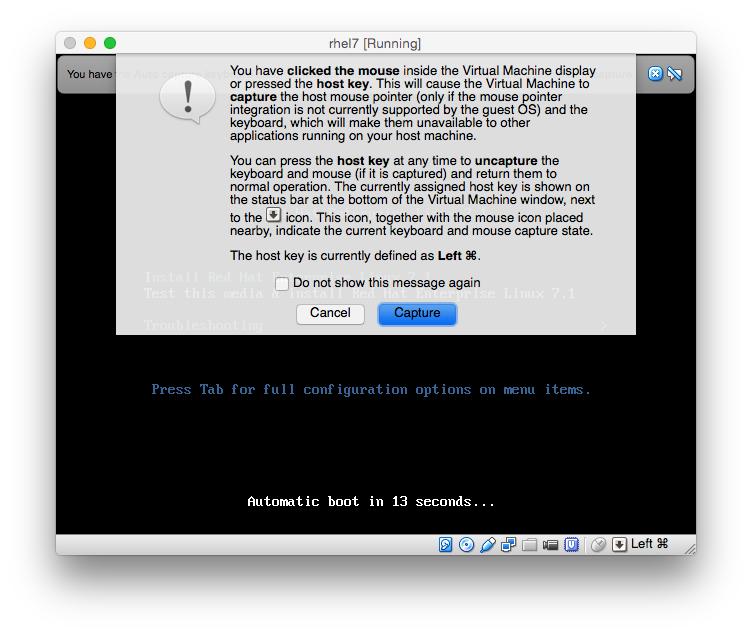 rhel7 [Running]
You have
Auto capture
You have clicked the mouse inside the Virtual Machine display
or pressed the host key. This will cause the Virtual Machine to
capture the host mouse pointer (only if the mouse pointer
integration is not currently supported by the guest OS) and the
keyboard, which will make them unavailable to other
applications running on your host machine.
You can press the host key at any time to uncapture the
keyboard and mouse (if it is captured) and return them to
normal operation. The currently assigned host key is shown on
the status bar at the bottom of the Virtual Machine window, next
to the icon. This icon, together with the mouse icon placed
nearby, indicate the current keyboard and mouse capture state.
The host key is currently defined as Left ⌘.
Install Red Hat Enterprise Linux 7.1
Do not show this message again
Test this media & install Red Hat Enterprise Linux 7.1
Cancel
Capture
Troubleshooting >
Press Tab for full configuration options on menu items.
Automatic boot in 13 seconds...
Left ⌘